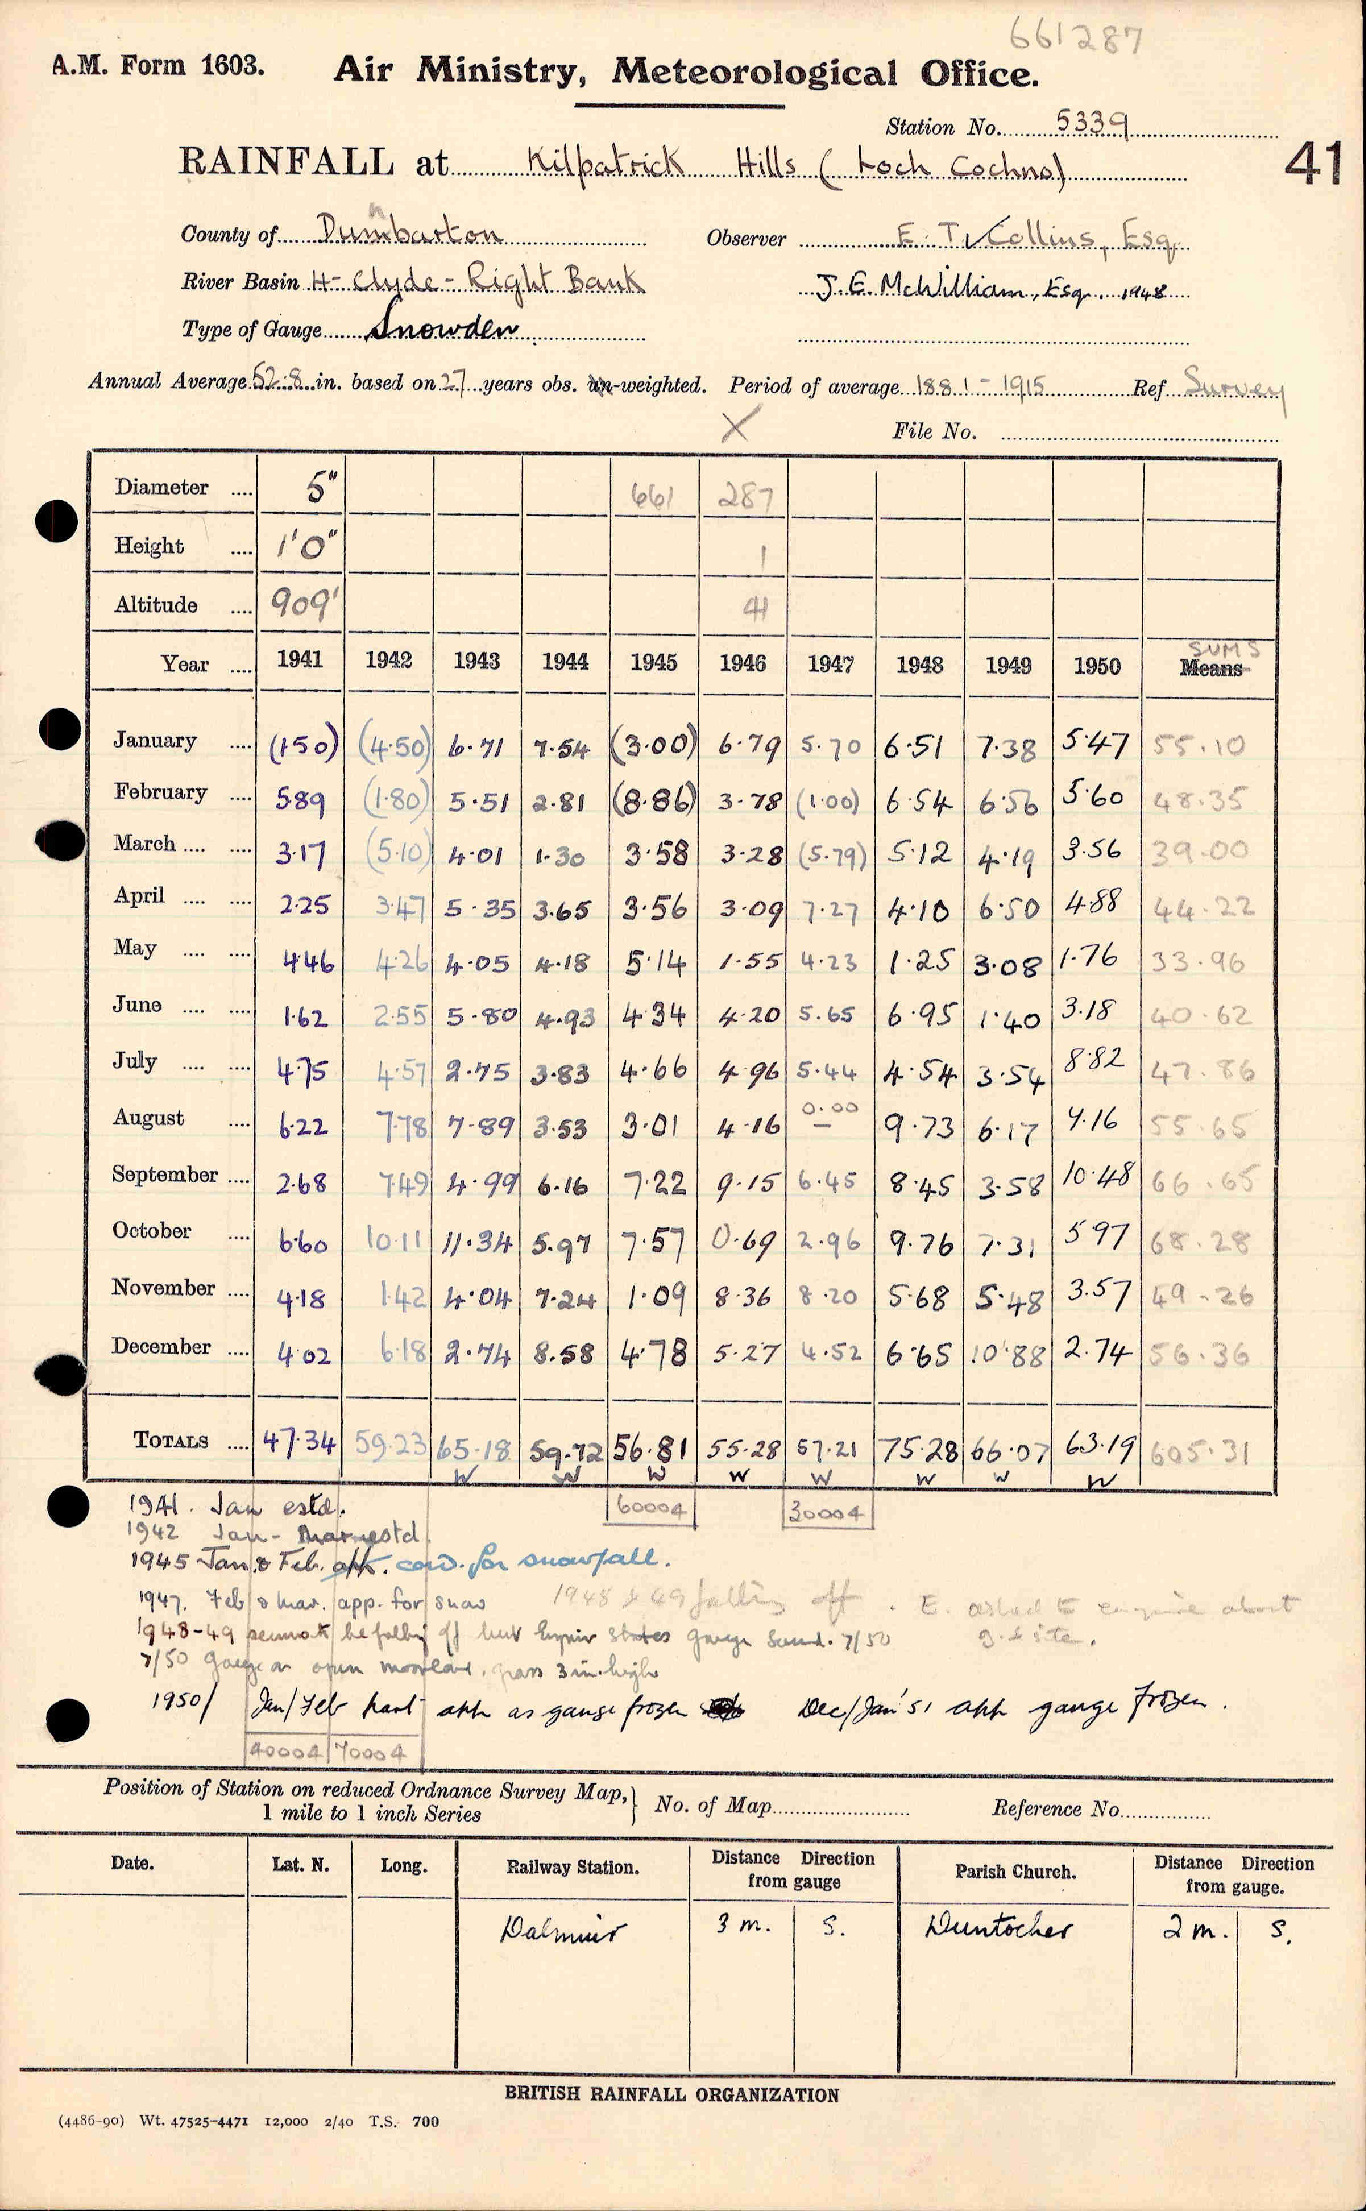 661287
A.M. Form 1603. Air Ministry, Meteorological Office.
Station No. 5339
RAINFALL at Kilpatrick Hills (Loch Cochno) 41
County of Dumbarton Observer E. T. Collins, Esq.
n
River Basin H- Clyde - Right Bank J. E. McWilliam, Esq. 1948
Type of Gauge Snowden
Annual Average 52.8 in. based on 27 years obs. un-weighted. Period of average 1881 - 1915 Ref. Survey
X File No.
Diameter 5" 661 287
Height 1'0" 1
Altitude 909' 41
SUMS
Year 1941 1942 1943 1944 1945 1946 1947 1948 1949 1950 Means
January (1.50) (4.50) 6.71 7.54 (3.00) 6.79 5.70 6.51 7.38 5.47 55.10
February 5.89 (1.80) 5.51 2.81 (8.86) 3.78 (1.00) 6.54 6.56 5.60 48.35
March 3.17 (5.10) 4.01 1.30 3.58 3.28 (5.79) 5.12 4.19 3.56 39.00
April 2.25 3.47 5.35 3.65 3.56 3.09 7.27 4.10 6.50 4.88 44.22
May 4.46 4.26 4.05 4.18 5.14 1.55 4.23 1.25 3.08 1.76 33.96
June 1.62 2.55 5.80 4.93 4.34 4.20 5.65 6.95 1.40 3.18 40.62
July 4.75 4.57 2.75 3.83 4.66 4.96 5.44 4.54 3.54 8.82 47.86
0.00
August 6.22 7.78 7.89 3.53 3.01 4.16 — 9.73 6.17 7.16 55.65
September 2.68 7.49 4.99 6.16 7.22 9.15 6.45 8.45 3.58 10.48 66.65
October 6.60 10.11 11.34 5.97 7.57 0.69 2.96 9.76 7.31 5.97 68.28
November 4.18 1.42 4.04 7.24 1.09 8.36 8.20 5.68 5.48 3.57 49.26
December 4.02 6.18 2.74 8.58 4.78 5.27 4.52 6.65 10.88 2.74 56.36
TOTALS 47.34 59.23 65.18 59.72 56.81 55.28 57.21 75.28 66.07 63.19 605.31
W W W W W W W W
1941. Jan estd. 60004 30004
1942 Jan - Mar estd
1945 Jan & Feb. apx. cord. for snowfall.
1947. Feb & Mar. app. for snow 1948 & 49 falling off. E. asked to enquire about
1948-49 be falling off but states gauge sound. 7/50 g. & site.
7/50 Gauge on open moorland, grass 3 in. high
1950/ Jan/Feb part app as gauge frozen Dec/Jan '51 app gauge frozen.
40004 70004
Position of Station on reduced Ordnance Survey Map, } No. of Map Reference No.
1 mile to 1 inch Series
Date. Lat. N. Long. Railway Station. Distance Direction from gauge Parish Church. Distance Direction from gauge.
Dalmuir 3 m. S. Duntocher 2 m. S.
BRITISH RAINFALL ORGANIZATION
(4486-90) Wt. 47525-4471 12,000 2/40 T.S. 700